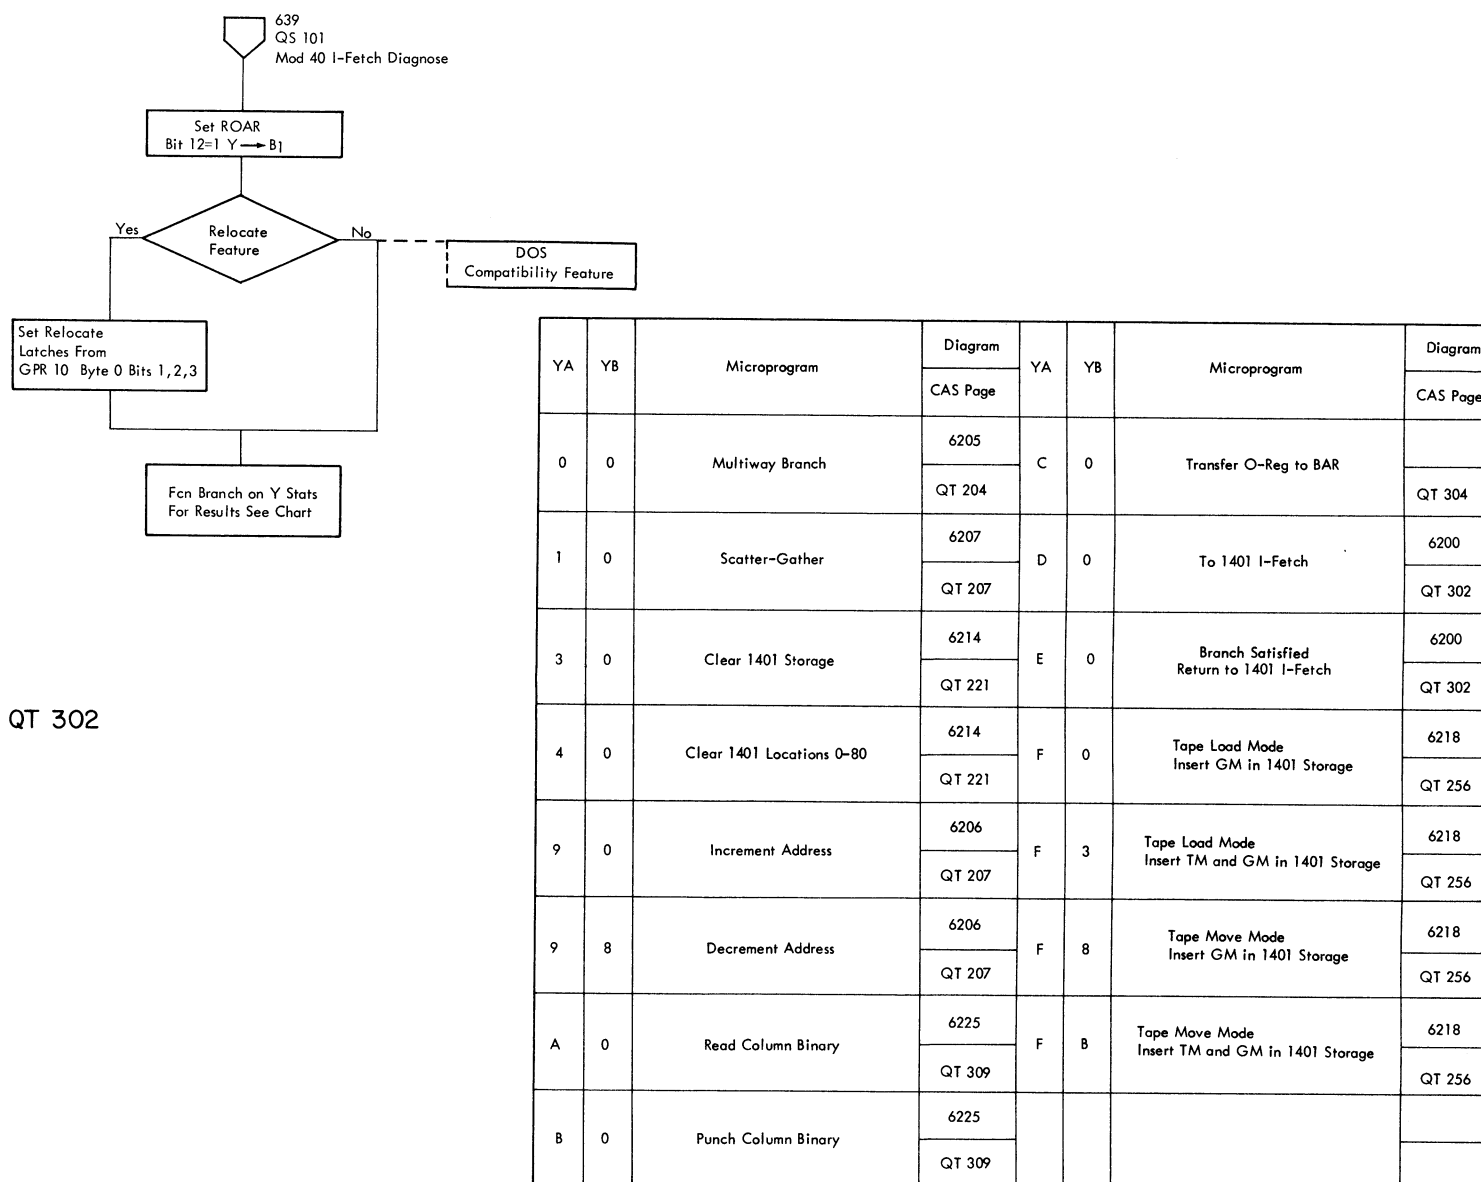 639
QS 101
Mod 40 I-Fetch Diagnose
Set ROAR
Bit 12=1 Y → B1
Yes
Relocate
Feature
No
DOS
Compatibility Feature
Set Relocate
Latches From
GPR 10 Byte 0 Bits 1,2,3
Fcn Branch on Y Stats
For Results See Chart
QT 302
YA YB Microprogram Diagram YA YB Microprogram Diagram
CAS Page CAS Page
0 0 Multiway Branch 6205 C 0 Transfer O-Reg to BAR
QT 204 QT 304
1 0 Scatter-Gather 6207 D 0 To 1401 I-Fetch 6200
QT 207 QT 302
3 0 Clear 1401 Storage 6214 E 0 Branch Satisfied 6200
Return to 1401 I-Fetch
QT 221 QT 302
4 0 Clear 1401 Locations 0-80 6214 F 0 Tape Load Mode 6218
Insert GM in 1401 Storage
QT 221 QT 256
9 0 Increment Address 6206 F 3 Tape Load Mode 6218
Insert TM and GM in 1401 Storage
QT 207 QT 256
9 8 Decrement Address 6206 F 8 Tape Move Mode 6218
Insert GM in 1401 Storage
QT 207 QT 256
A 0 Read Column Binary 6225 F B Tape Move Mode 6218
Insert TM and GM in 1401 Storage
QT 309 QT 256
B 0 Punch Column Binary 6225
QT 309